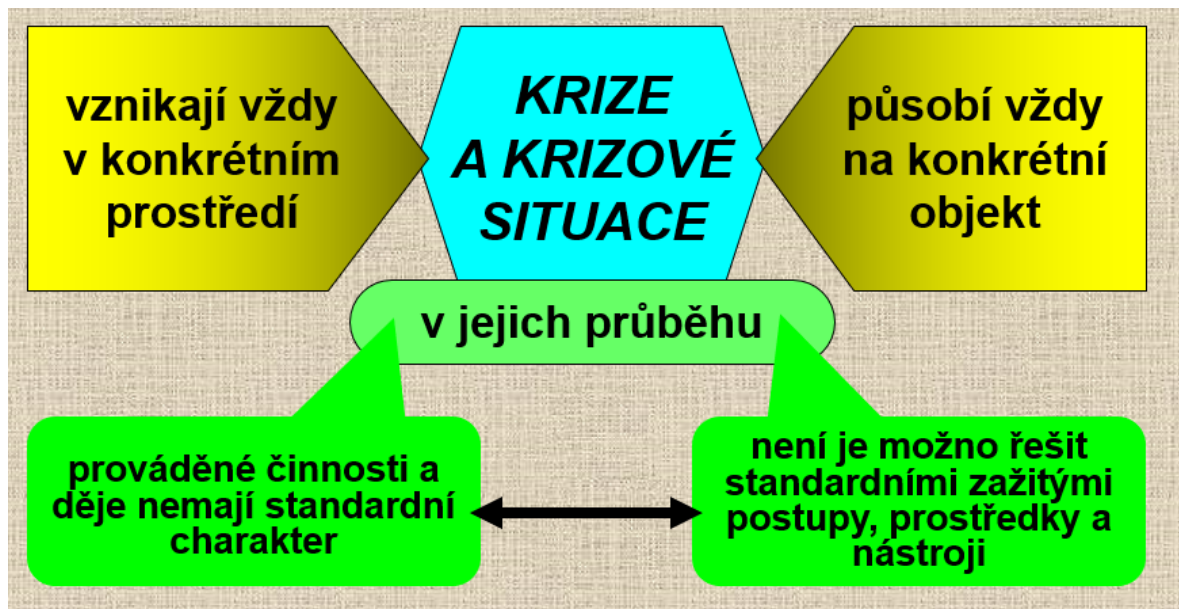 vznikají vždy
v konkrétním
prostředí
KRIZE
A KRIZOVÉ
SITUACE
působí vždy
na konkrétní
objekt
v jejich průběhu
prováděné činnosti a
děje nemají standardní
charakter
není je možno řešit
standardními zažitými
postupy, prostředky a
nástroji